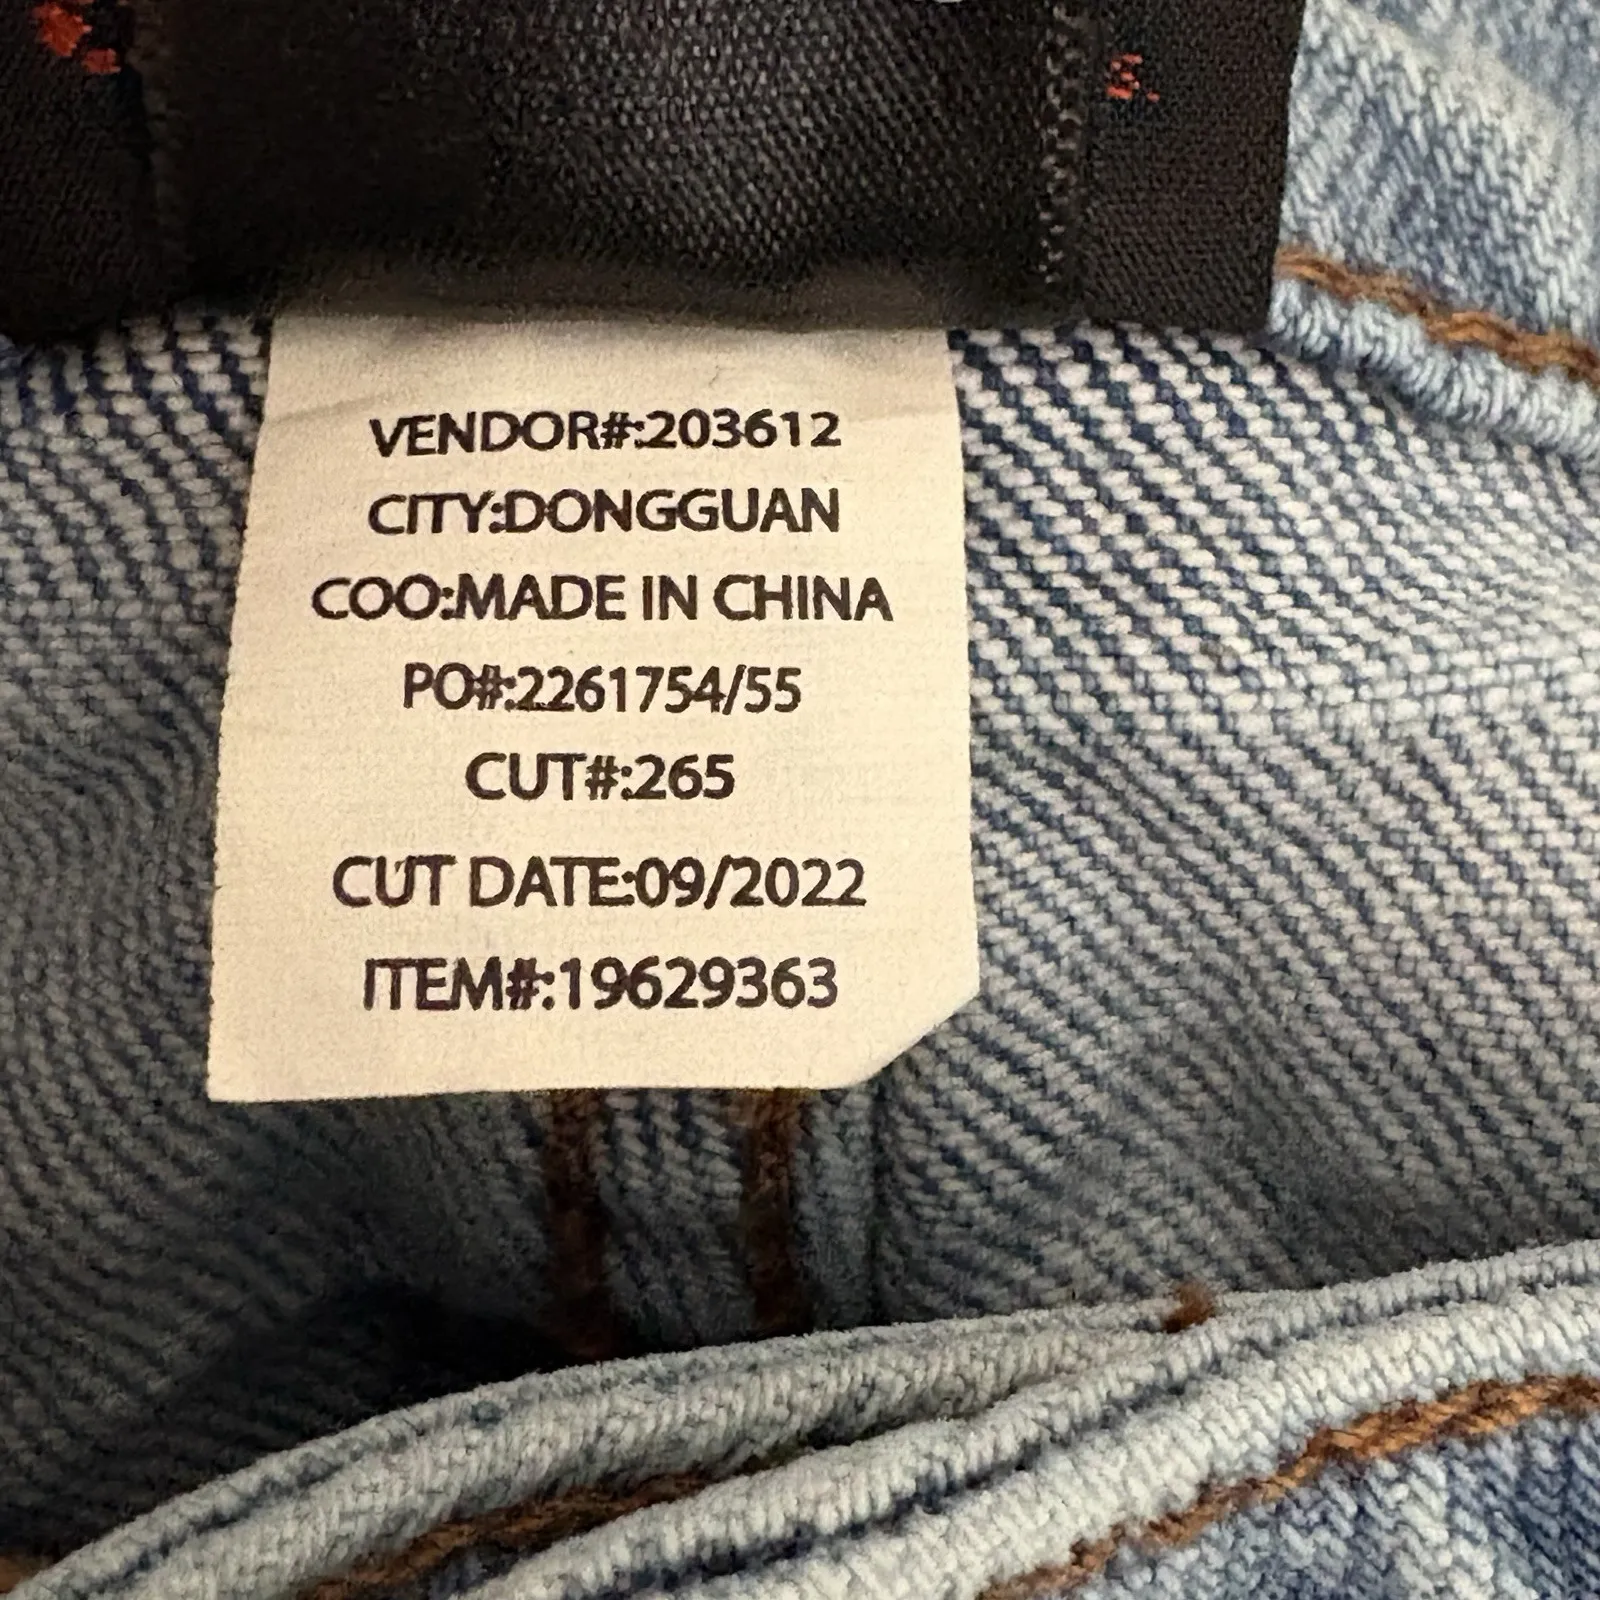 VENDOR#:203612
CITY:DONGGUAN
COO:MADE IN CHINA
PO#:2261754/55
CUT#:265
CUT DATE:09/2022
ITEM#:19629363